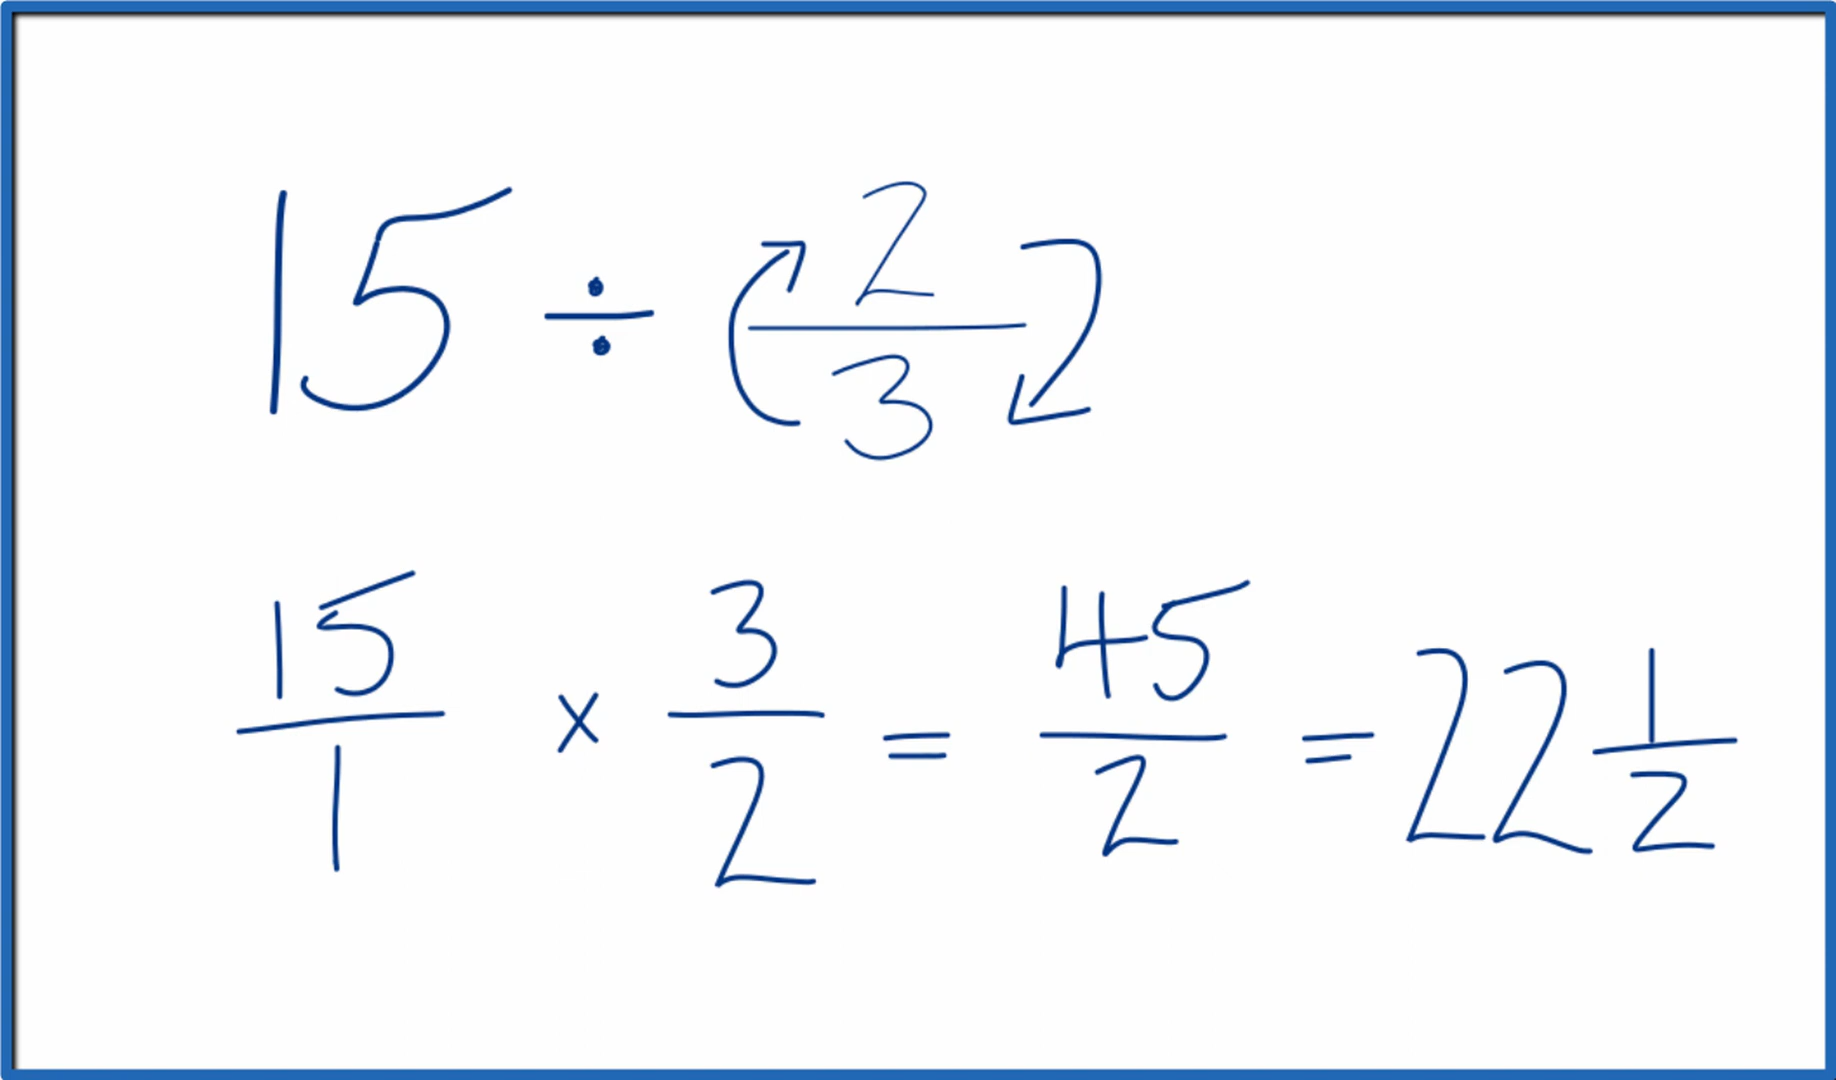 15 ÷ 2/3
15/1 × 3/2 = 45/2 = 22 1/2